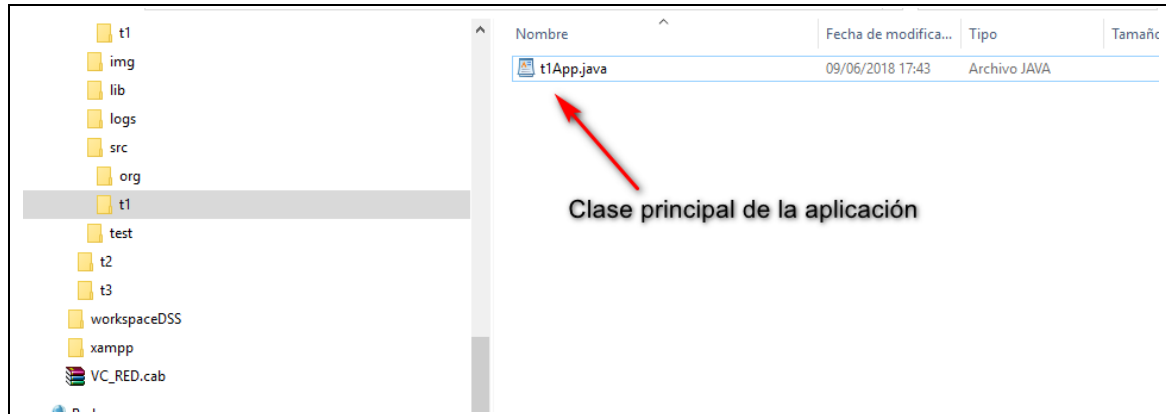 t1
img
lib
logs
src
org
t1
test
t2
t3
workspaceDSS
xampp
VC_RED.cab
Nombre Fecha de modifica... Tipo Tamaño
t1App.java 09/06/2018 17:43 Archivo JAVA
Clase principal de la aplicación